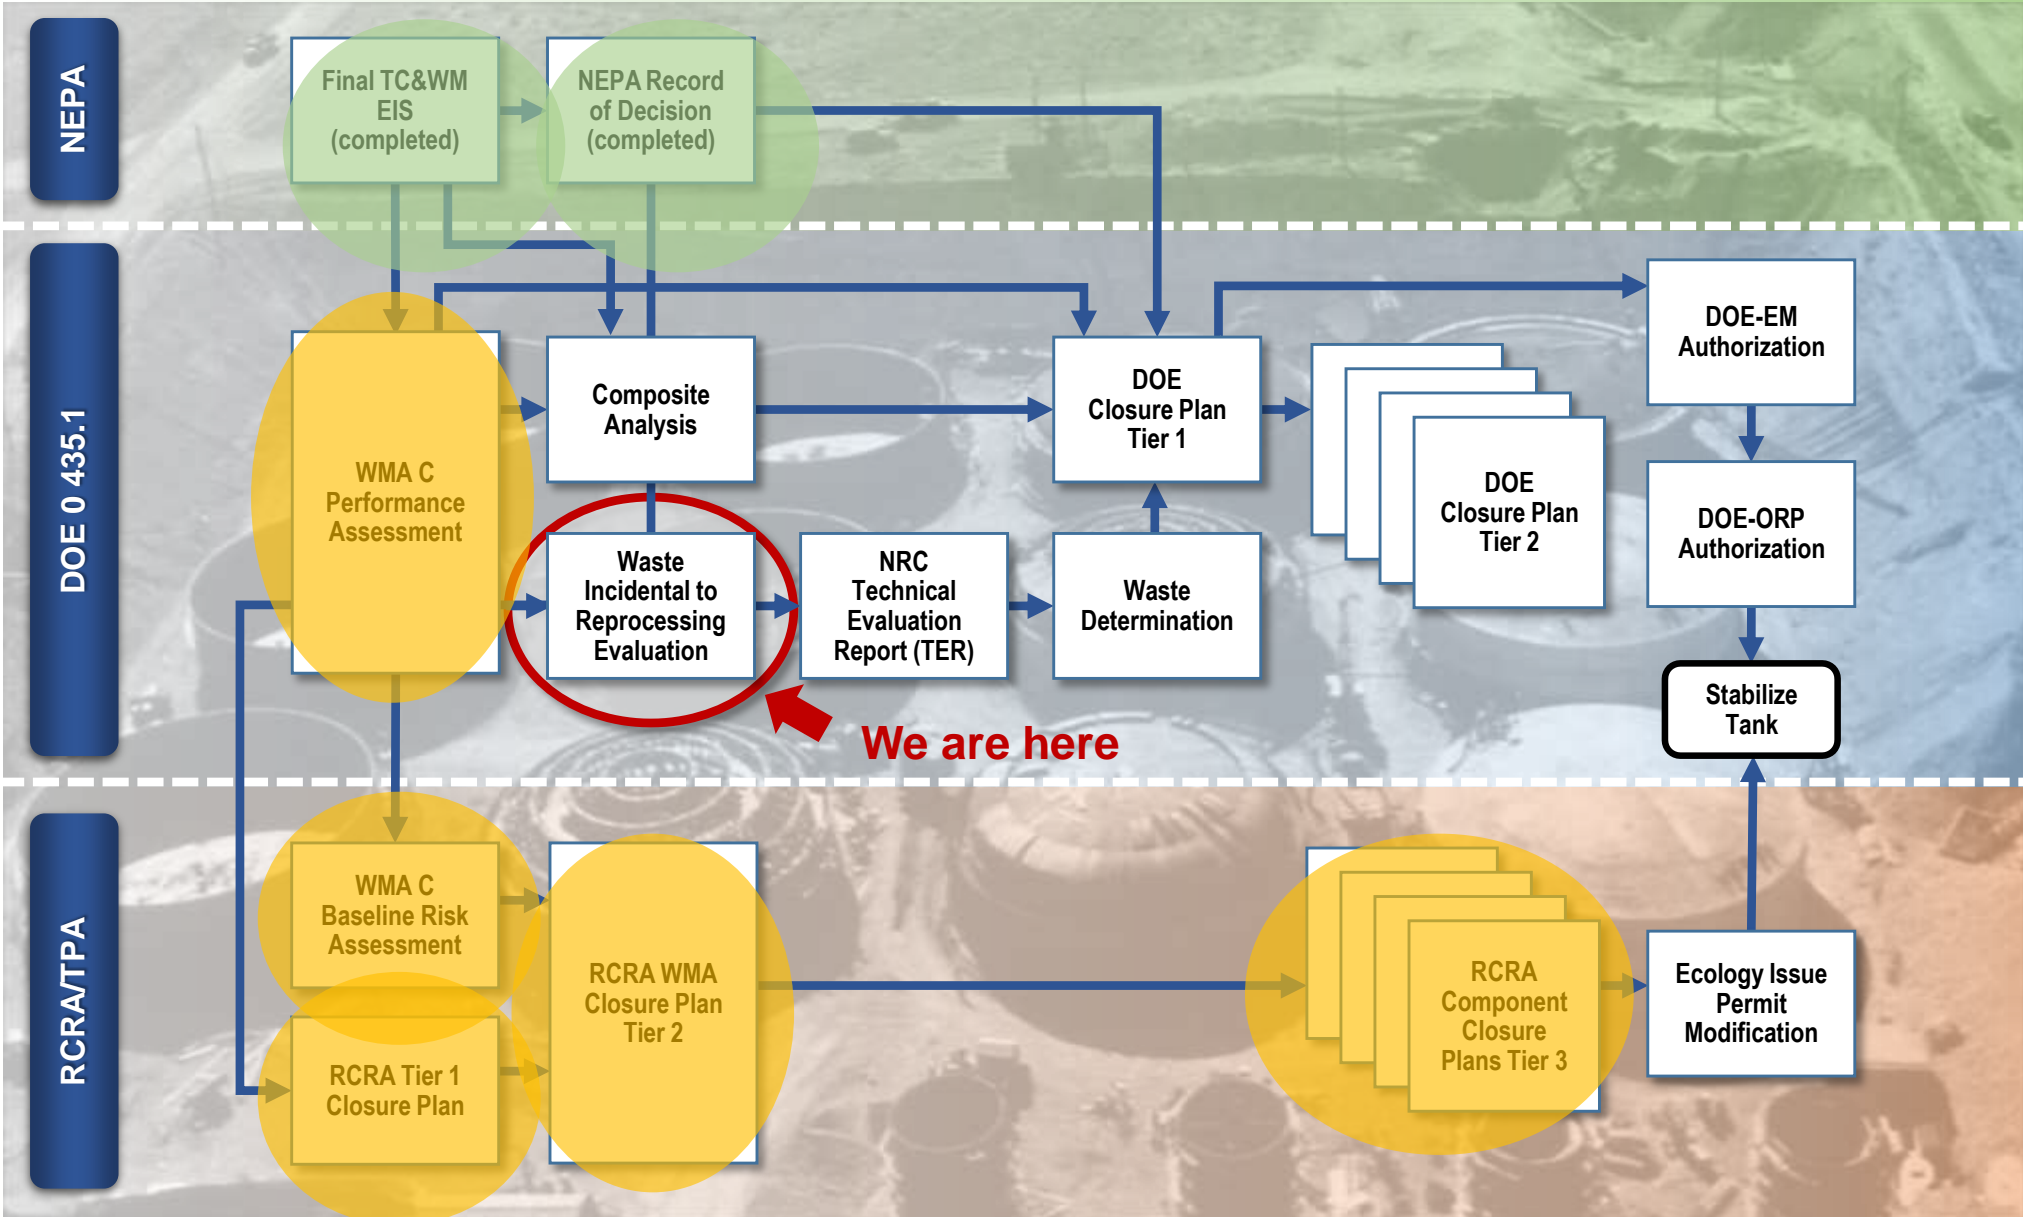 NEPA
Final TC&WM
EIS
(completed)
NEPA Record
of Decision
(completed)
DOE 0 435.1
WMA C
Performance
Assessment
Composite
Analysis
Waste
Incidental to
Reprocessing
Evaluation
NRC
Technical
Evaluation
Report (TER)
Waste
Determination
DOE
Closure Plan
Tier 1
DOE
Closure Plan
Tier 2
DOE-EM
Authorization
DOE-ORP
Authorization
Stabilize
Tank
We are here
RCRA/TPA
WMA C
Baseline Risk
Assessment
RCRA Tier 1
Closure Plan
RCRA WMA
Closure Plan
Tier 2
RCRA
Component
Closure
Plans Tier 3
Ecology Issue
Permit
Modification